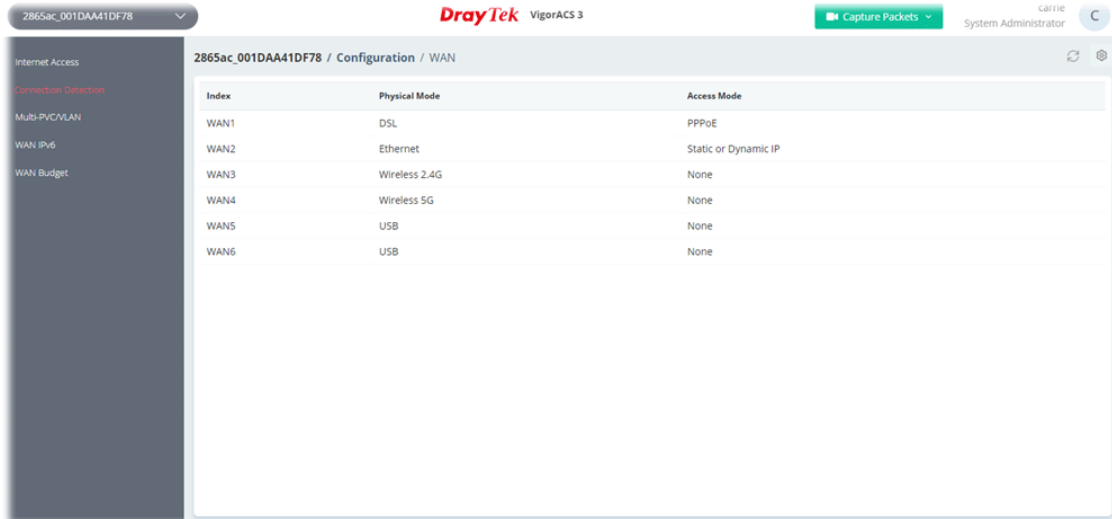 2865ac_001DAA41DF78
DrayTek VigorACS 3
Capture Packets
carrie
System Administrator
C
Internet Access
Connection Detection
Multi-PVC/VLAN
WAN IPv6
WAN Budget
2865ac_001DAA41DF78 / Configuration / WAN
Index Physical Mode Access Mode
WAN1 DSL PPPoE
WAN2 Ethernet Static or Dynamic IP
WAN3 Wireless 2.4G None
WAN4 Wireless 5G None
WAN5 USB None
WAN6 USB None